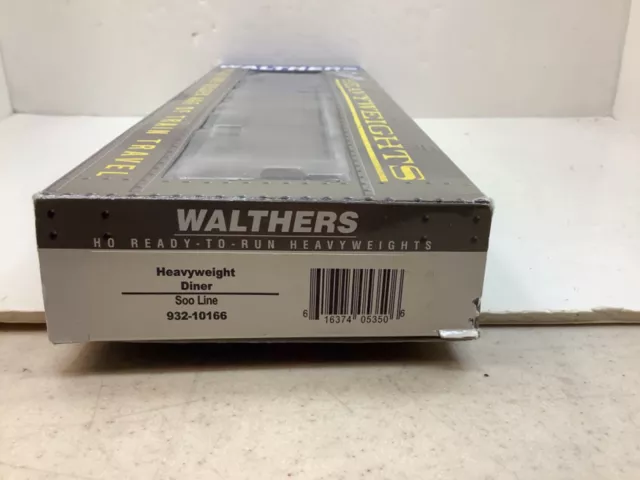 WALTHERS
HEAVYWEIGHTS
TRAIN TRAVEL
WALTHERS
HO READY-TO-RUN HEAVYWEIGHTS
Heavyweight
Diner
Soo Line
932-10166
6 16374 05350 6